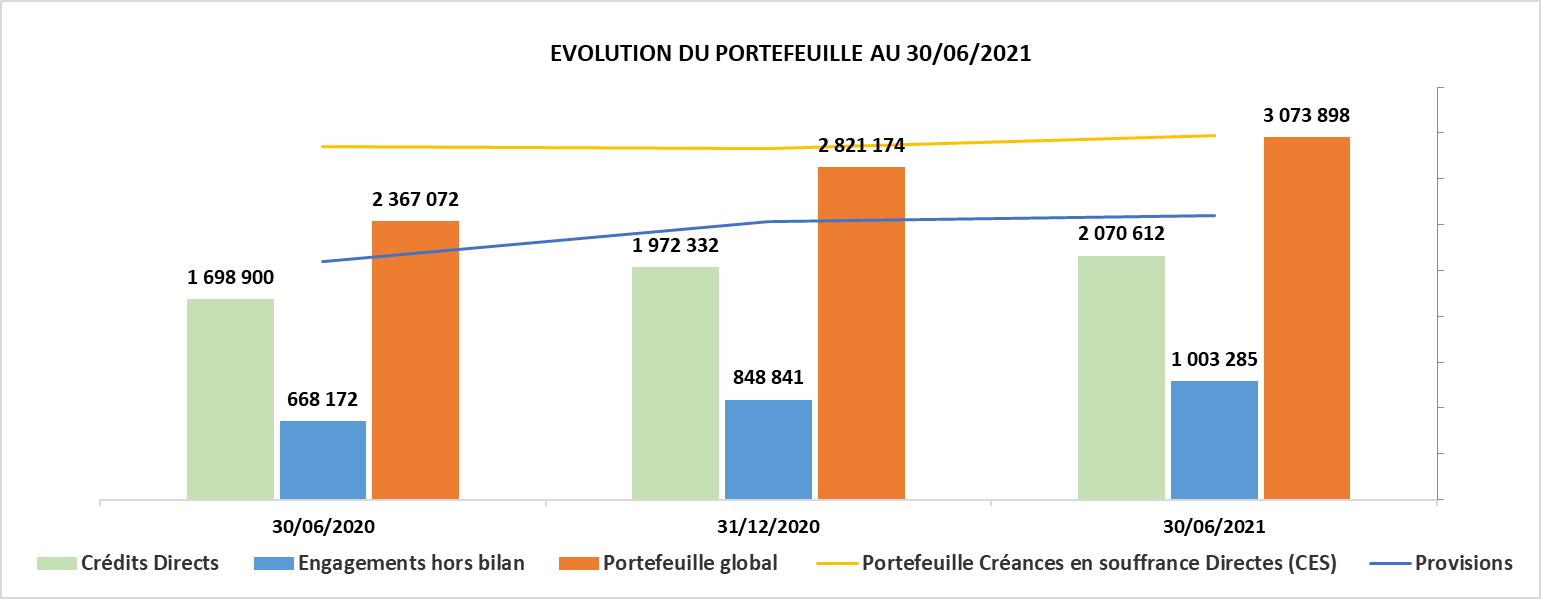 EVOLUTION DU PORTEFEUILLE AU 30/06/2021
3 073 898
2 821 174
2 367 072
1 972 332
2 070 612
1 698 900
1 003 285
848 841
668 172
30/06/2020 31/12/2020 30/06/2021
Crédits Directs Engagements hors bilan Portefeuille global Portefeuille Créances en souffrance Directes (CES) Provisions